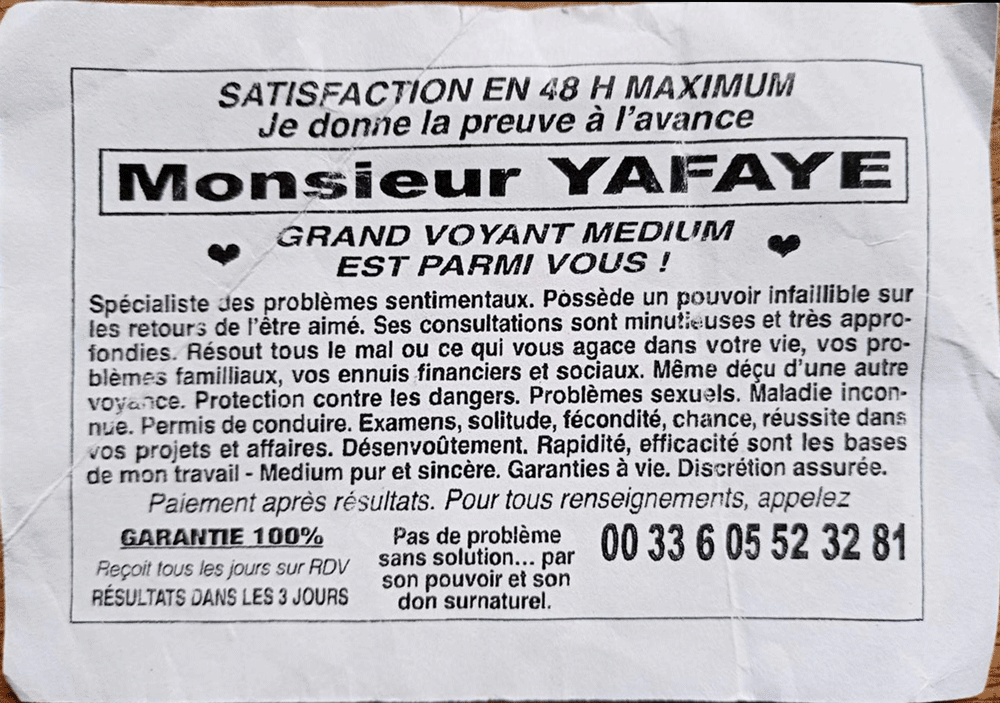 SATISFACTION EN 48 H MAXIMUM
Je donne la preuve à l'avance
Monsieur YAFAYE
GRAND VOYANT MEDIUM
EST PARMI VOUS !
Spécialiste des problèmes sentimentaux. Possède un pouvoir infaillible sur
les retours de l'être aimé. Ses consultations sont minutieuses et très appro-
fondies. Résout tous le mal ou ce qui vous agace dans votre vie, vos pro-
blèmes familliaux, vos ennuis financiers et sociaux. Même déçu d'une autre
voyance. Protection contre les dangers. Problèmes sexuels. Maladie incon-
nue. Permis de conduire. Examens, solitude, fécondité, chance, réussite dans
vos projets et affaires. Désenvoûtement. Rapidité, efficacité sont les bases
de mon travail - Medium pur et sincère. Garanties à vie. Discrétion assurée.
Paiement après résultats. Pour tous renseignements, appelez
GARANTIE 100%
Reçoit tous les jours sur RDV
RÉSULTATS DANS LES 3 JOURS
Pas de problème
sans solution... par
son pouvoir et son
don surnaturel.
00 33 6 05 52 32 81